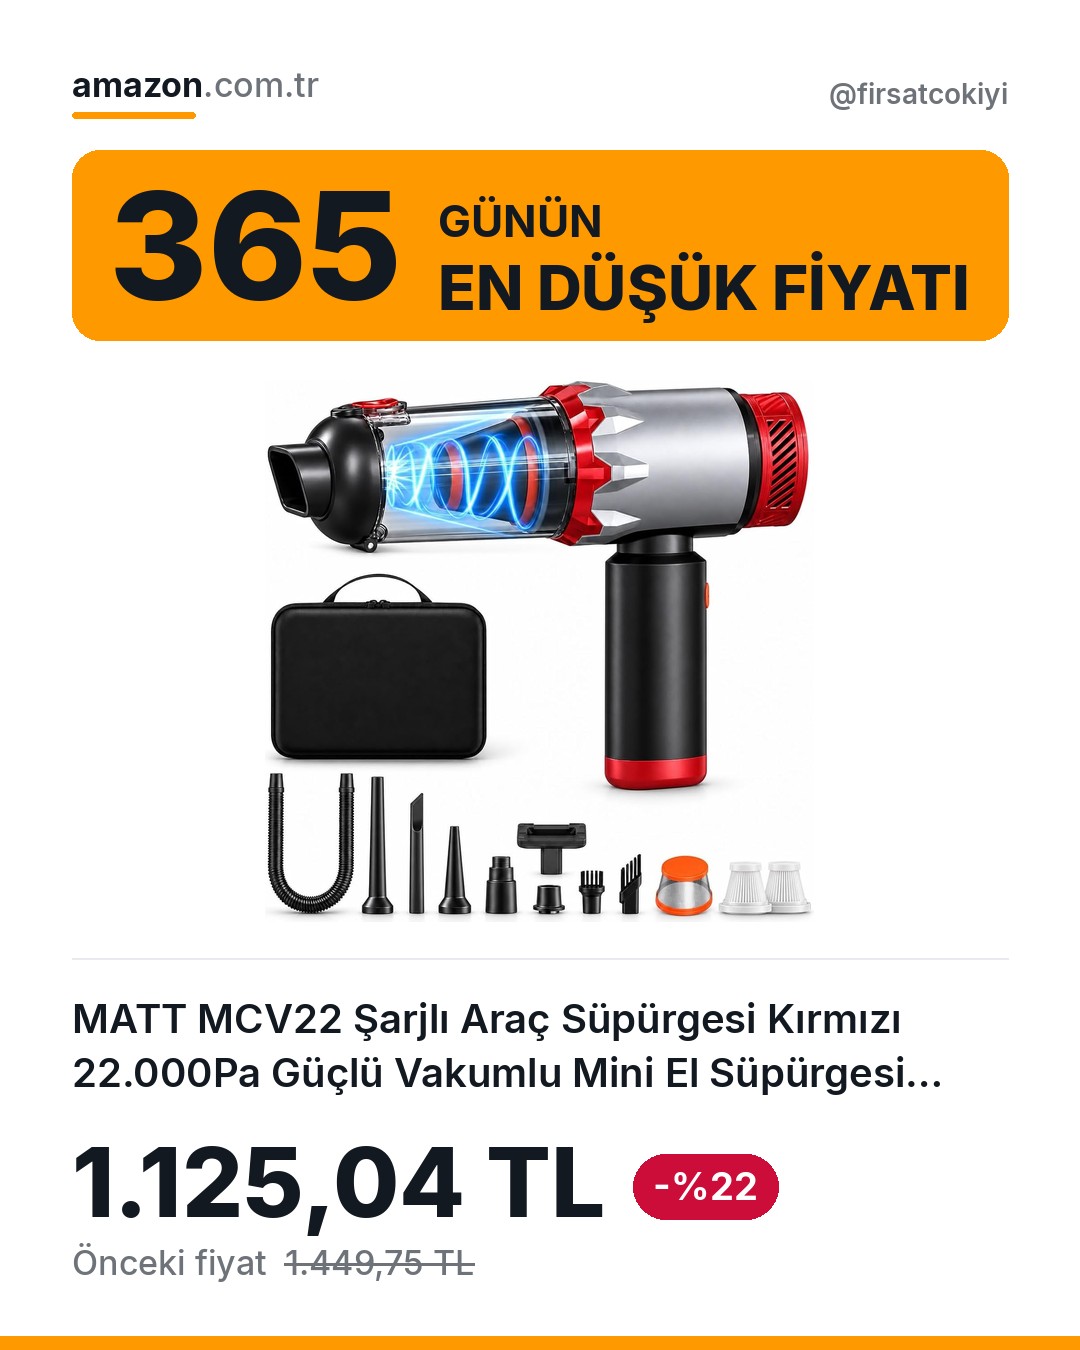 amazon.com.tr
@firsatcokiyi
365
GÜNÜN
EN DÜŞÜK FİYATI
MATT MCV22 Şarjlı Araç Süpürgesi Kırmızı
22.000Pa Güçlü Vakumlu Mini El Süpürgesi...
1.125,04 TL
-%22
Önceki fiyat 1.449,75 TL